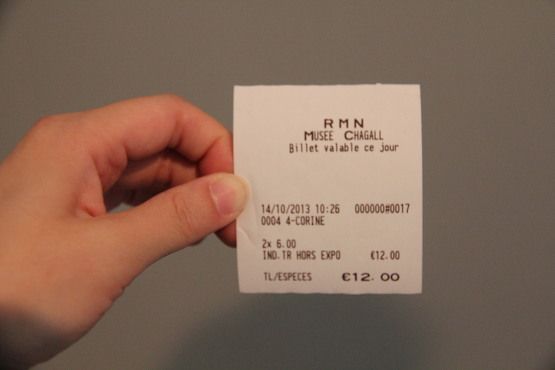 RMN
MUSEE CHAGALL
Billet valable ce jour
14/10/2013 10:26 000000#0017
0004 4-CORINE
2x 6.00
IND.TR HORS EXPO €12.00
TL/ESPECES €12.00